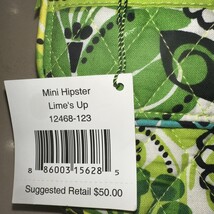 Mini Hipster
Lime's Up
12468-123
8 86003 15628 5
Suggested Retail $50.00